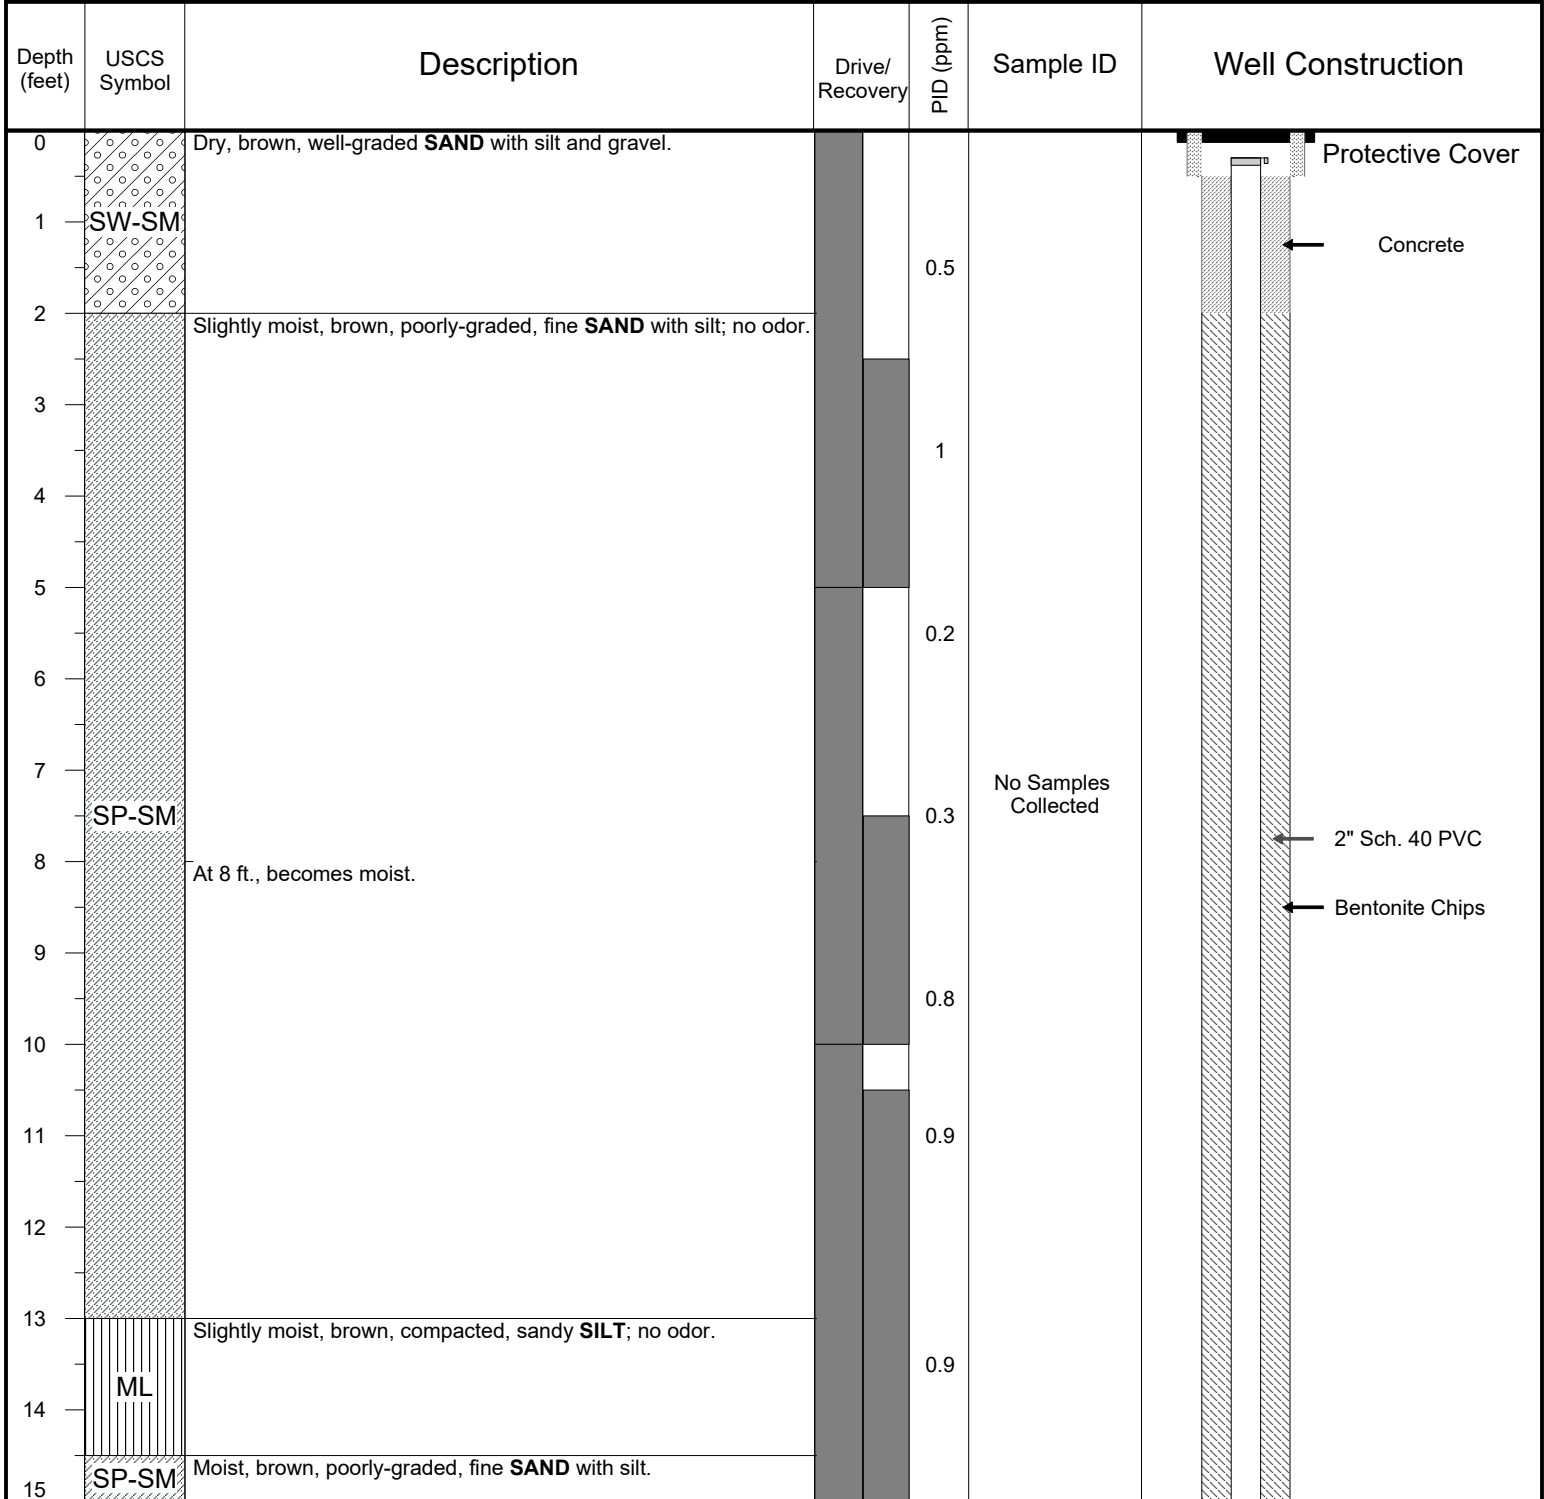 Depth
(feet)
USCS
Symbol
Description
Drive/
Recovery
PID (ppm)
Sample ID
Well Construction
0
Dry, brown, well-graded SAND with silt and gravel.
Protective Cover
1
SW-SM
Concrete
0.5
2
Slightly moist, brown, poorly-graded, fine SAND with silt; no odor.
3
1
4
5
0.2
6
7
No Samples
Collected
SP-SM
0.3
2" Sch. 40 PVC
8
At 8 ft., becomes moist.
Bentonite Chips
9
0.8
10
11
0.9
12
13
Slightly moist, brown, compacted, sandy SILT; no odor.
0.9
ML
14
Moist, brown, poorly-graded, fine SAND with silt.
SP-SM
15